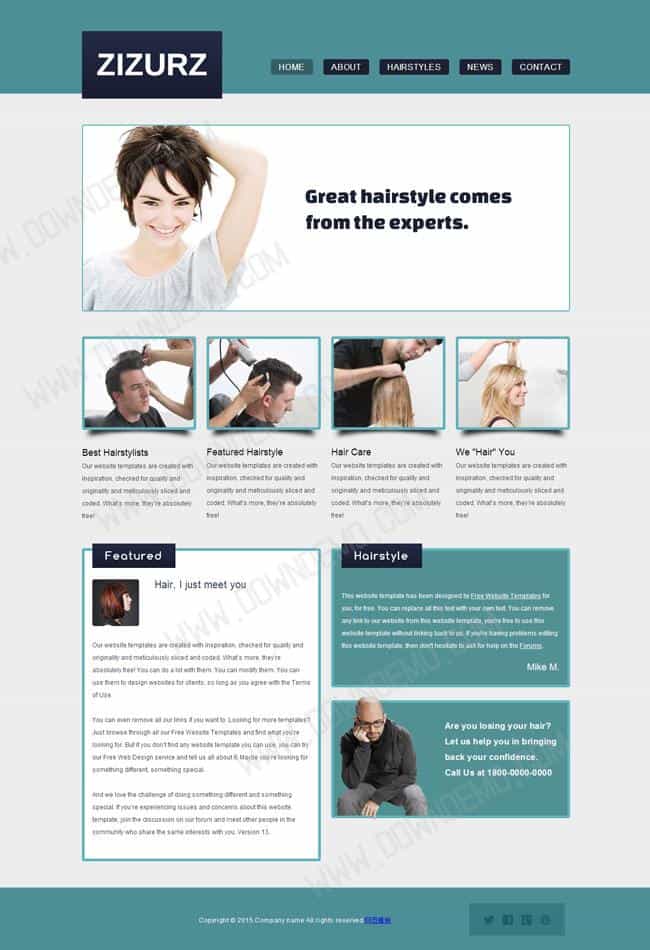 ZIZURZ
HOME ABOUT HAIRSTYLES NEWS CONTACT
Great hairstyle comes
from the experts.
Best Hairstylists
Our website templates are created with
inspiration, checked for quality and
originality and meticulously sliced and
coded. What's more, they're absolutely
free!
Featured Hairstyle
Our website templates are created with
inspiration, checked for quality and
originality and meticulously sliced and
coded. What's more, they're absolutely
free!
Hair Care
Our website templates are created with
inspiration, checked for quality and
originality and meticulously sliced and
coded. What's more, they're absolutely
free!
We "Hair" You
Our website templates are created with
inspiration, checked for quality and
originality and meticulously sliced and
coded. What's more, they're absolutely
free!
Featured
Hair, I just meet you
Our website templates are created with inspiration, checked for quality and
originality and meticulously sliced and coded. What's more, they're
absolutely free! You can do a lot with them. You can modify them. You can
use them to design websites for clients, so long as you agree with the Terms
of Use.
You can even remove all our links if you want to. Looking for more templates?
Just browse through all our Free Website Templates and find what you're
looking for. But if you don't find any website template you can use, you can try
our Free Web Design service and tell us all about it. Maybe you're looking for
something different, something special.
And we love the challenge of doing something different and something
special. If you're experiencing issues and concerns about this website
template, join the discussion on our forum and meet other people in the
community who share the same interests with you. Version 13.
Hairstyle
This website template has been designed by Free Website Templates for
you, for free. You can replace all this text with your own text. You can remove
any link to our website from this website template, you're free to use this
website template without linking back to us. If you're having problems editing
this website template, then don't hesitate to ask for help on the Forums.
Mike M.
Are you losing your hair?
Let us help you in bringing
back your confidence.
Call Us at 1800-0000-0000
Copyright © 2015.Company name All rights reserved.
WWW.DOWNDEMO.COM